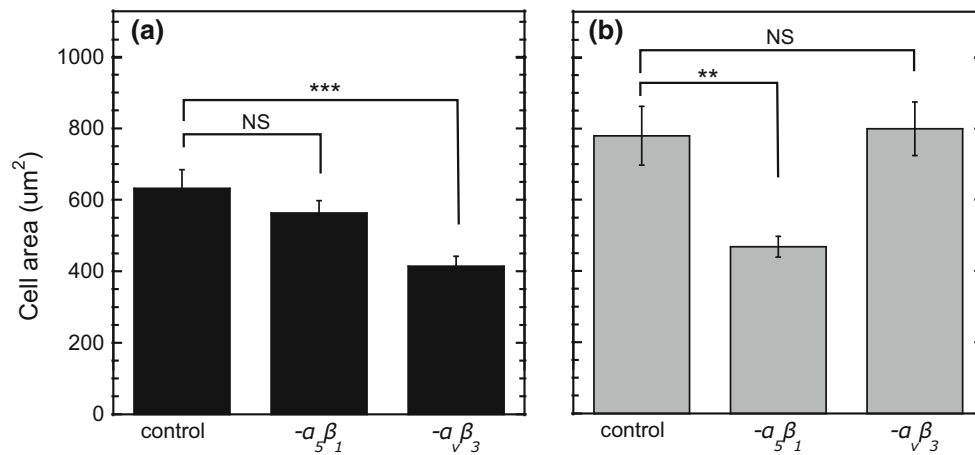 (a)
(b)
Cell area (um²)
1000
800
600
400
200
0
***
NS
NS
**
control
-a₅β₁
-aᵥβ₃
control
-a₅β₁
-aᵥβ₃